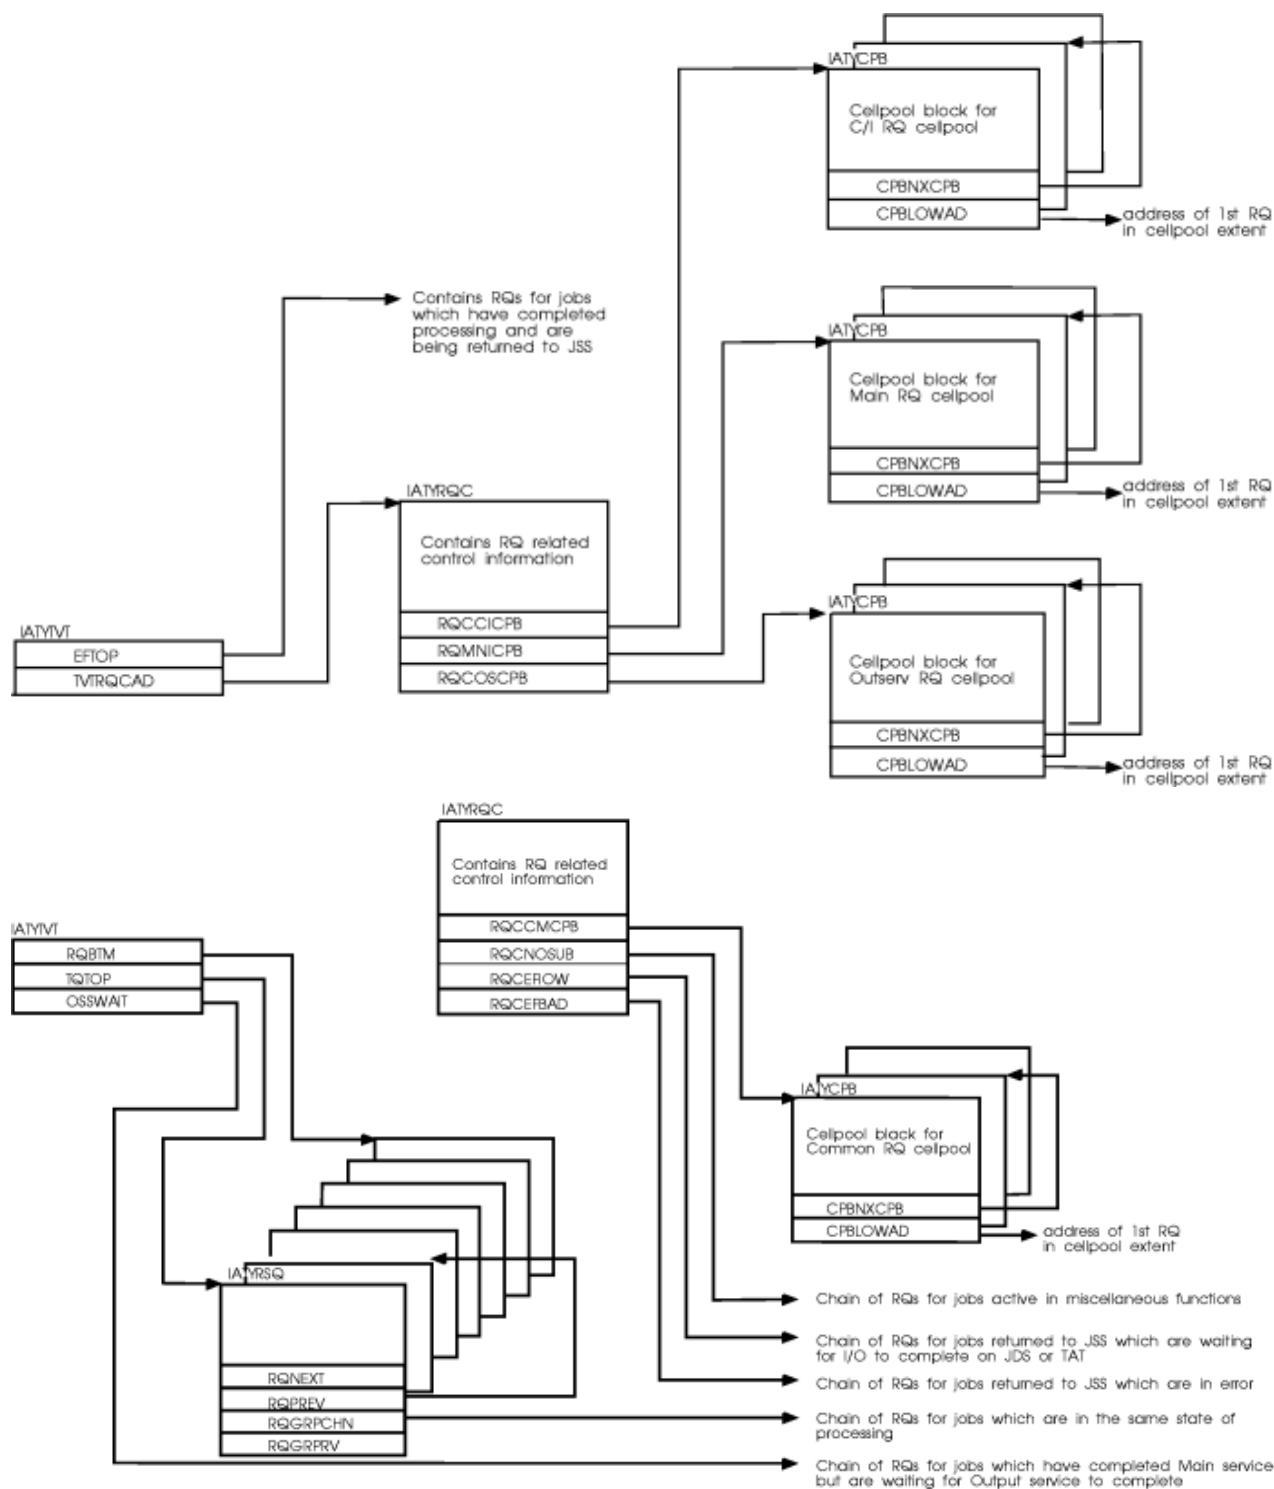 IATYCPB
Cellpool block for
C/I RQ cellpool
CPBNXCPB
CPBLOWAD
address of 1st RQ
in cellpool extent
Contains RQs for jobs
which have completed
processing and are
being returned to JSS
IATYCPB
Cellpool block for
Main RQ cellpool
CPBNXCPB
CPBLOWAD
address of 1st RQ
in cellpool extent
IATYRQC
Contains RQ related
control information
RQCCICPB
RQMNICPB
RQCOSCPB
IATYTVT
EFTOP
TVTRQCAD
IATYCPB
Cellpool block for
Outserv RQ cellpool
CPBNXCPB
CPBLOWAD
address of 1st RQ
in cellpool extent
IATYRQC
Contains RQ related
control information
RQCCMCPB
RQCNOSUB
RQCEFIOW
RQCEFBAD
IATYTVT
RQBTM
TQTOP
OSSWAIT
IATYCPB
Cellpool black for
Common RQ cellpool
CPBNXCPB
CPBLOWAD
address of 1st RQ
in cellpool extent
IATYRSQ
RQNEXT
RQPREV
RQGRPCHN
RQGRPRV
Chain of RQs for jobs active in miscellaneous functions
Chain of RQs for jobs returned to JSS which are waiting
for I/O to complete on JDS or TAT
Chain of RQs for jobs returned to JSS which are in error
Chain of RQs for jobs which are in the same state of
processing
Chain of RQs for jobs which have completed Main service
but are waiting for Output service to complete